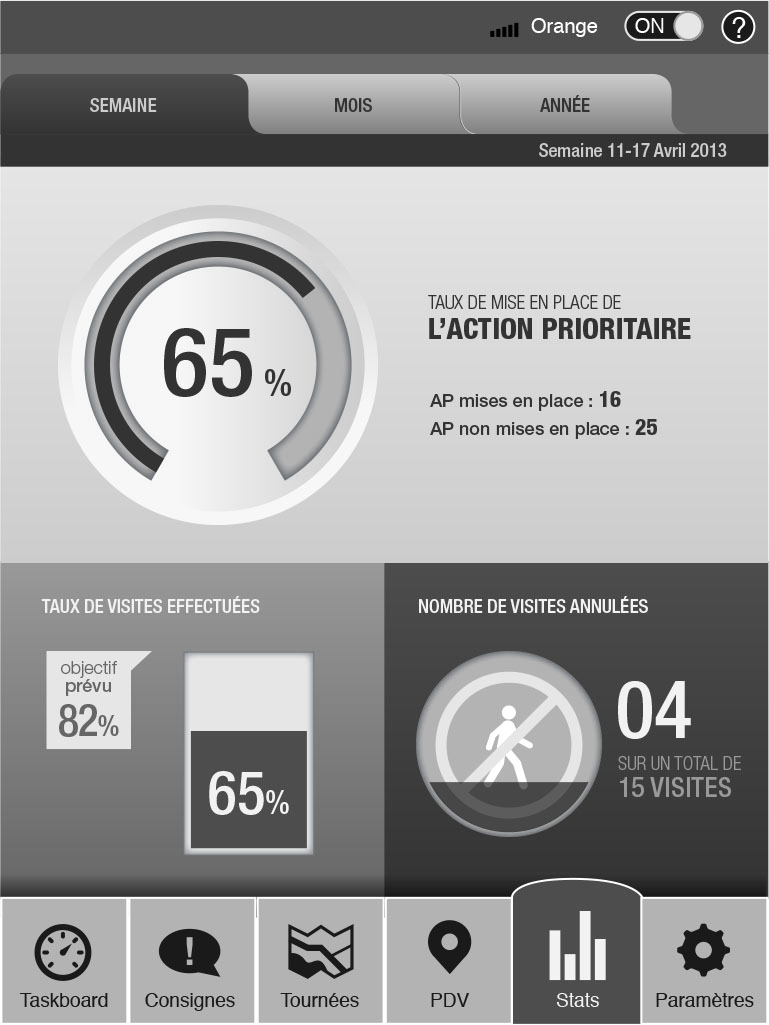 Orange ON ?
SEMAINE MOIS ANNÉE
Semaine 11-17 Avril 2013
65 %
TAUX DE MISE EN PLACE DE
L'ACTION PRIORITAIRE
AP mises en place : 16
AP non mises en place : 25
TAUX DE VISITES EFFECTUÉES
objectif
prévu
82%
65%
NOMBRE DE VISITES ANNULÉES
04
SUR UN TOTAL DE
15 VISITES
Taskboard Consignes Tournées PDV Stats Paramètres